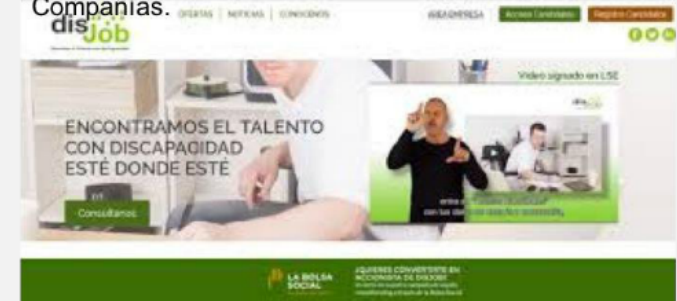 Compañías.
disJob
OFERTAS | NOTICIAS | CONÓCENOS
ÁREA EMPRESA
Acceso Candidatos
Registro Candidatos
Vídeo signado en LSE
ENCONTRAMOS EL TALENTO
CON DISCAPACIDAD
ESTÉ DONDE ESTÉ
Consúltanos
LA BOLSA
SOCIAL
¿QUIERES CONVERTIRTE EN
ACCIONISTA DE DISJOB?